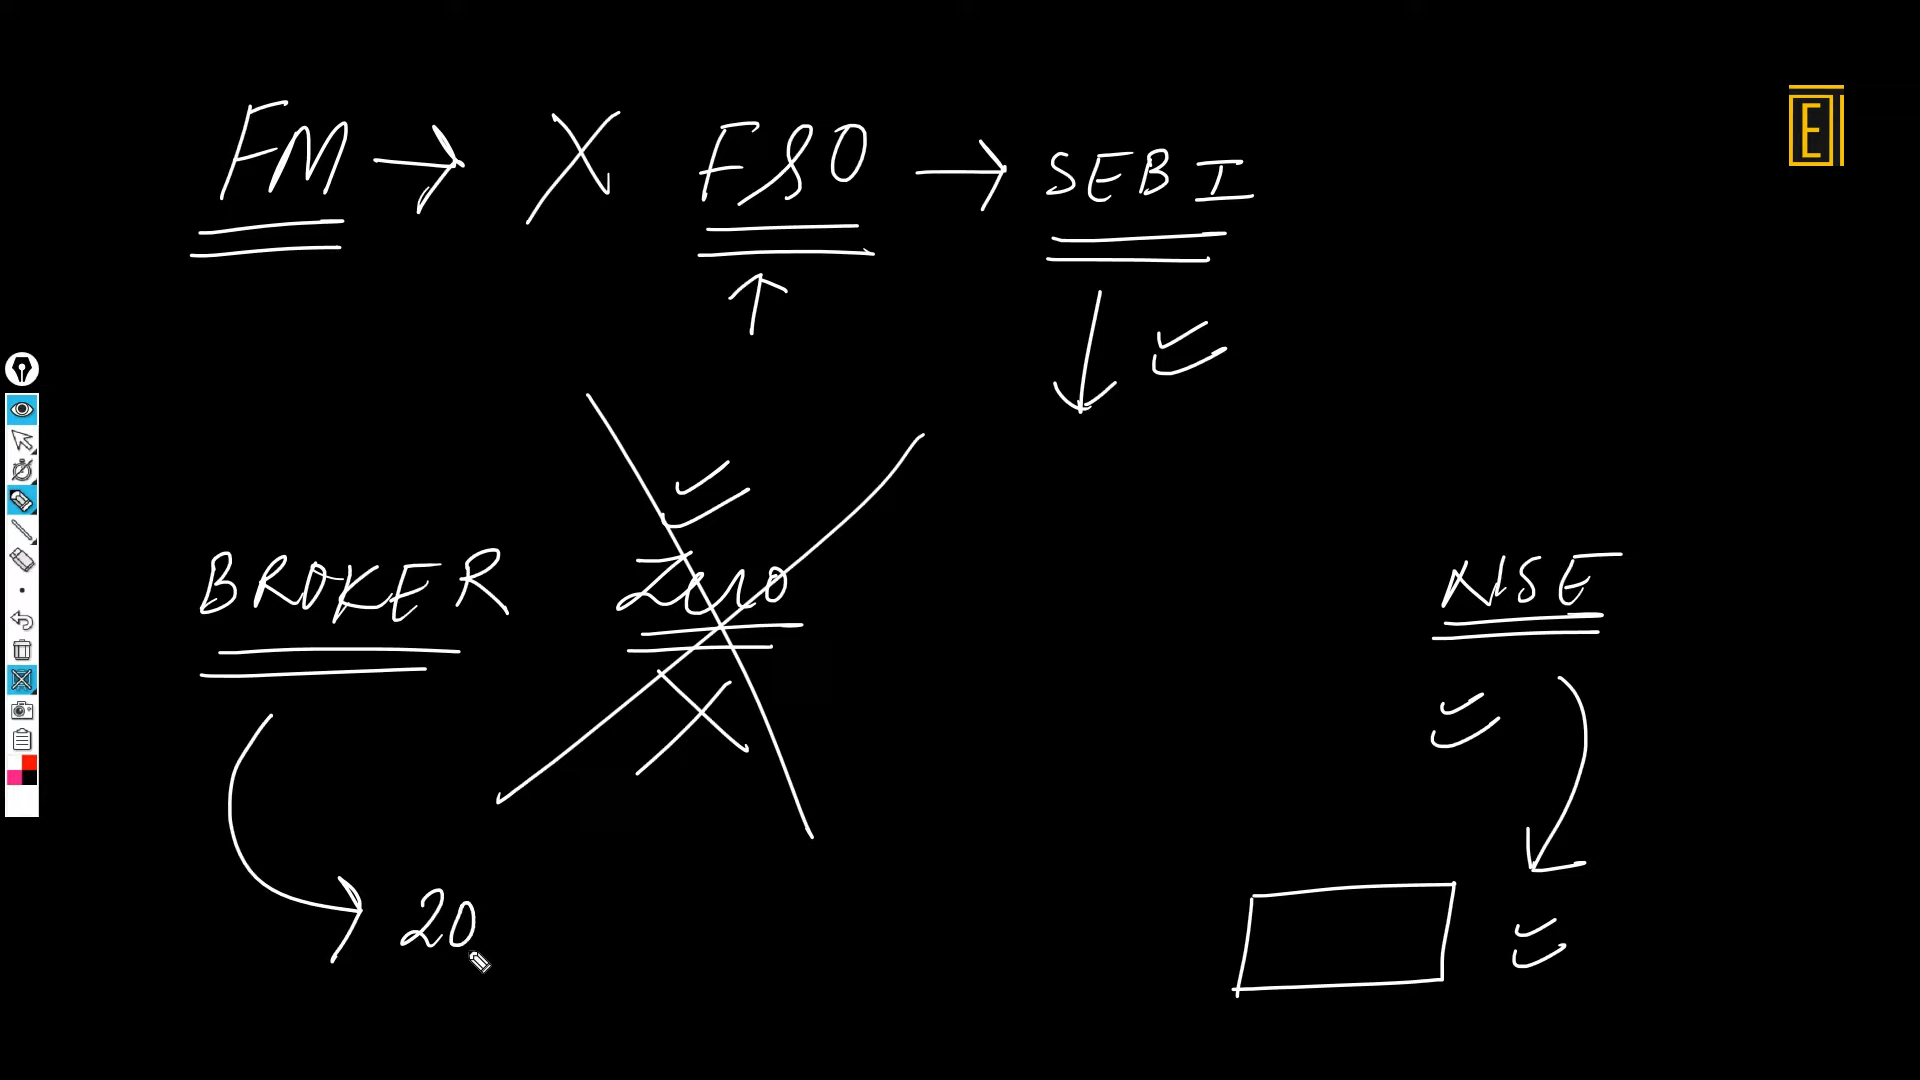 FM → X F&O → SEBI
BROKER Zero NSE
20
E